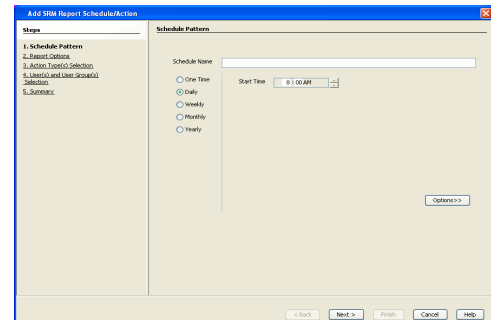 Add SRM Report Schedule/Action
Steps
1. Schedule Pattern
2. Report Options
3. Action Type(s) Selection
4. User(s) and User Group(s)
Selection
5. Summary
Schedule Pattern
Schedule Name
One Time
Daily
Weekly
Monthly
Yearly
Start Time
8 : 00 AM
Options>>
< Back
Next >
Finish
Cancel
Help